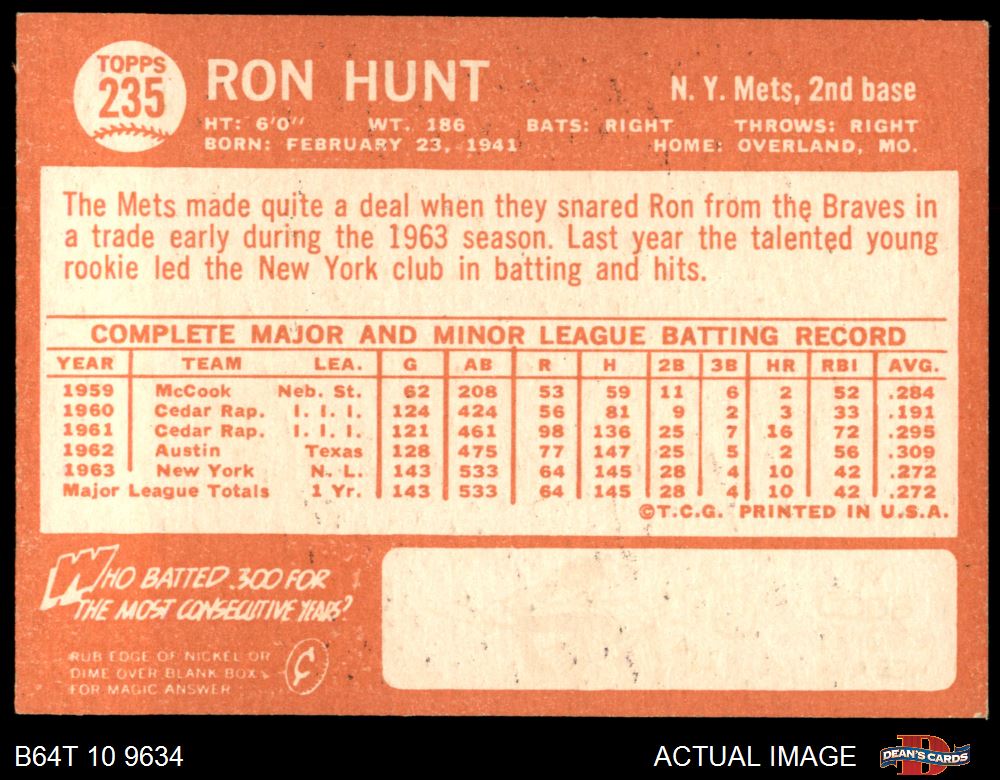 TOPPS
235
RON HUNT
N. Y. Mets, 2nd base
HT: 6'0" WT. 186 BATS: RIGHT THROWS: RIGHT
BORN: FEBRUARY 23, 1941 HOME: OVERLAND, MO.
The Mets made quite a deal when they snared Ron from the Braves in
a trade early during the 1963 season. Last year the talented young
rookie led the New York club in batting and hits.
COMPLETE MAJOR AND MINOR LEAGUE BATTING RECORD
YEAR TEAM LEA. G AB R H 2B 3B HR RBI AVG.
1959 McCook Neb. St. 62 208 53 59 11 6 2 52 .284
1960 Cedar Rap. I. I. I. 124 424 56 81 9 2 3 33 .191
1961 Cedar Rap. I. I. I. 121 461 98 136 25 7 16 72 .295
1962 Austin Texas 128 475 77 147 25 5 2 56 .309
1963 New York N. L. 143 533 64 145 28 4 10 42 .272
Major League Totals 1 Yr. 143 533 64 145 28 4 10 42 .272
©T.C.G. PRINTED IN U.S.A.
WHO BATTED .300 FOR
THE MOST CONSECUTIVE YEARS?
RUB EDGE OF NICKEL OR
DIME OVER BLANK BOX
FOR MAGIC ANSWER
¢
B64T 10 9634
ACTUAL IMAGE
DEAN'S CARDS